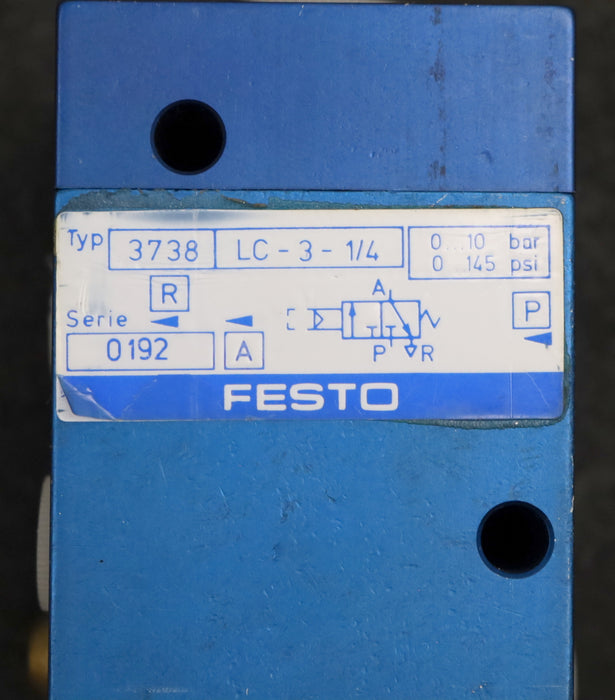 Typ 3738 LC - 3 - 1/4
0...10 bar
0 145 psi
R
A
P
Serie
0192
A
P R
FESTO